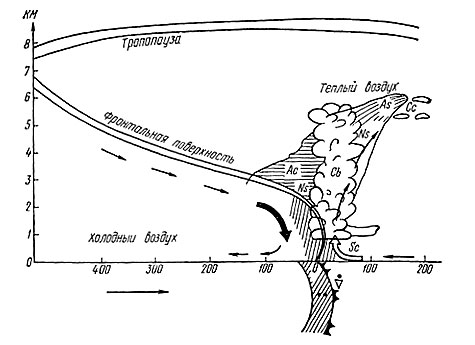 КМ
8
7
6
5
4
3
2
1
0
Тропопауза
Теплый воздух
Фронтальная поверхность
As
Cc
Ns
Ac
Cb
Ns
Холодный воздух
Sc
400
300
200
100
0
100
200